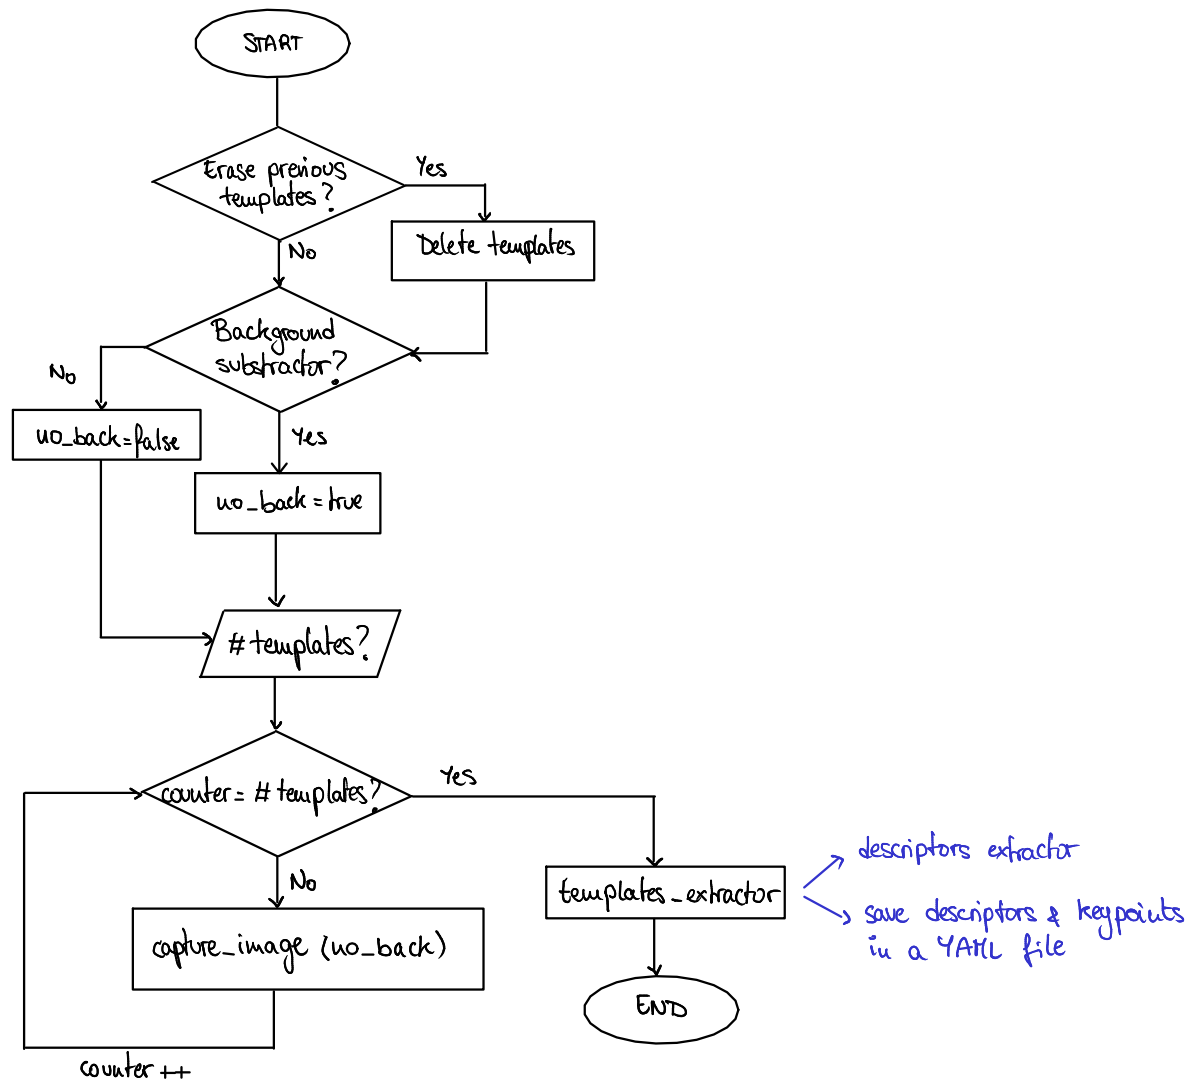 START
Erase previous
templates?
Yes
Delete templates
No
Background
substractor?
No
no_back=false
Yes
no_back=true
# templates?
counter= # templates?
Yes
No
capture_image (no_back)
counter ++
templates_extractor
descriptors extractor
save descriptors & keypoints
in a YAML file
END